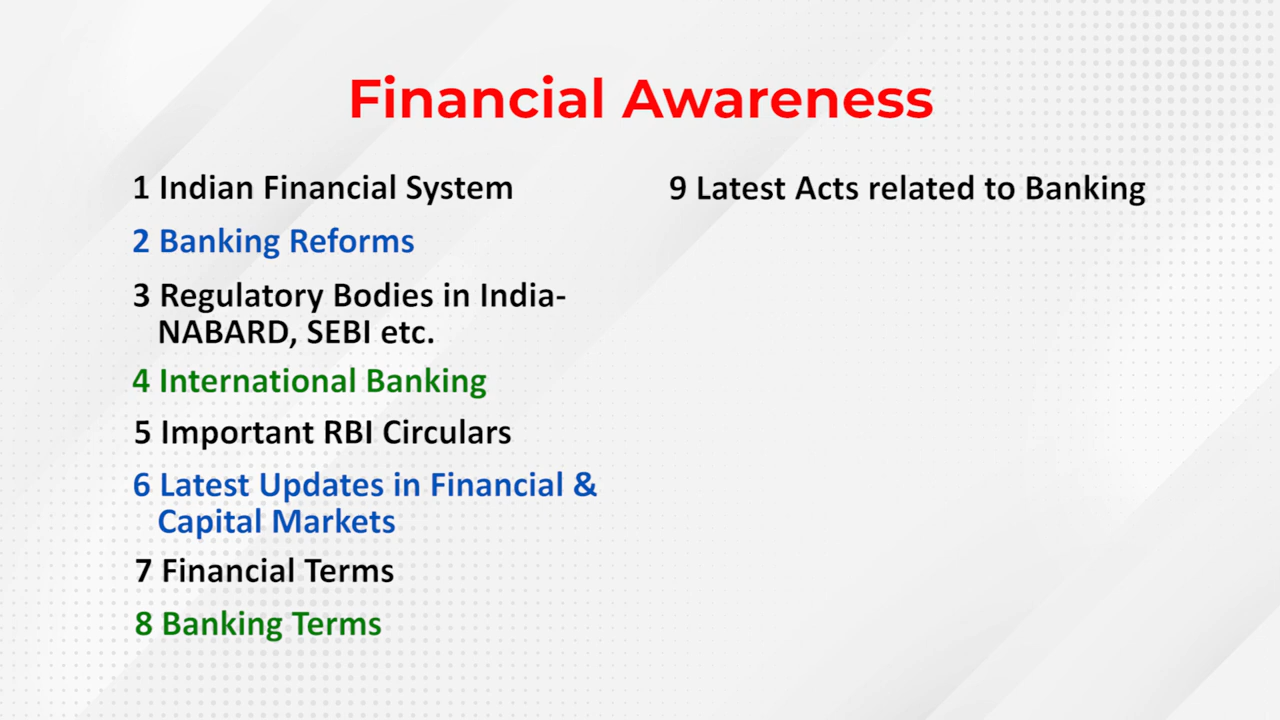 Financial Awareness
1 Indian Financial System
2 Banking Reforms
3 Regulatory Bodies in India-
NABARD, SEBI etc.
4 International Banking
5 Important RBI Circulars
6 Latest Updates in Financial &
Capital Markets
7 Financial Terms
8 Banking Terms
9 Latest Acts related to Banking